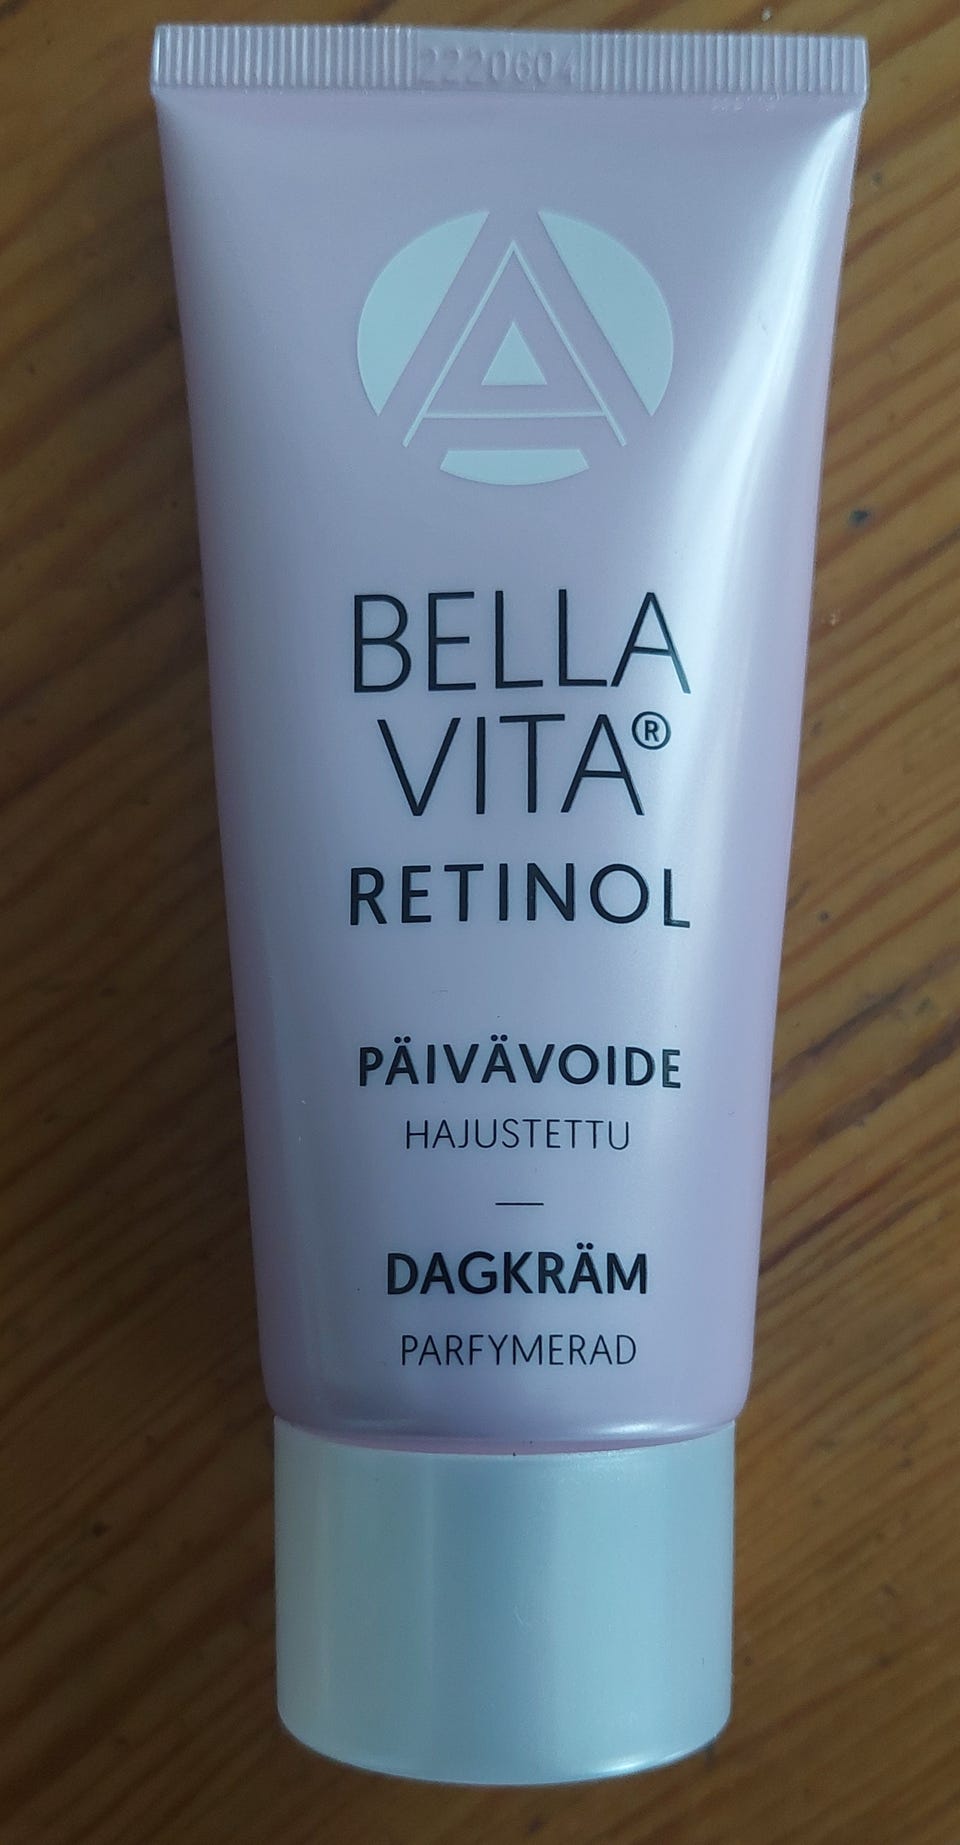 2220604
BELLA
VITA®
RETINOL
PÄIVÄVOIDE
HAJUSTETTU
—
DAGKRÄM
PARFYMERAD